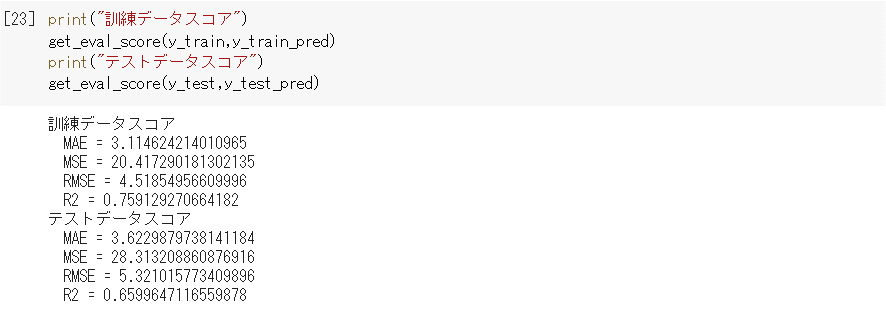 [23] print("訓練データスコア")
get_eval_score(y_train,y_train_pred)
print("テストデータスコア")
get_eval_score(y_test,y_test_pred)
訓練データスコア
MAE = 3.114624214010965
MSE = 20.417290181302135
RMSE = 4.51854956609996
R2 = 0.759129270664182
テストデータスコア
MAE = 3.6229879738141184
MSE = 28.313208860876916
RMSE = 5.321015773409896
R2 = 0.6599647116559878